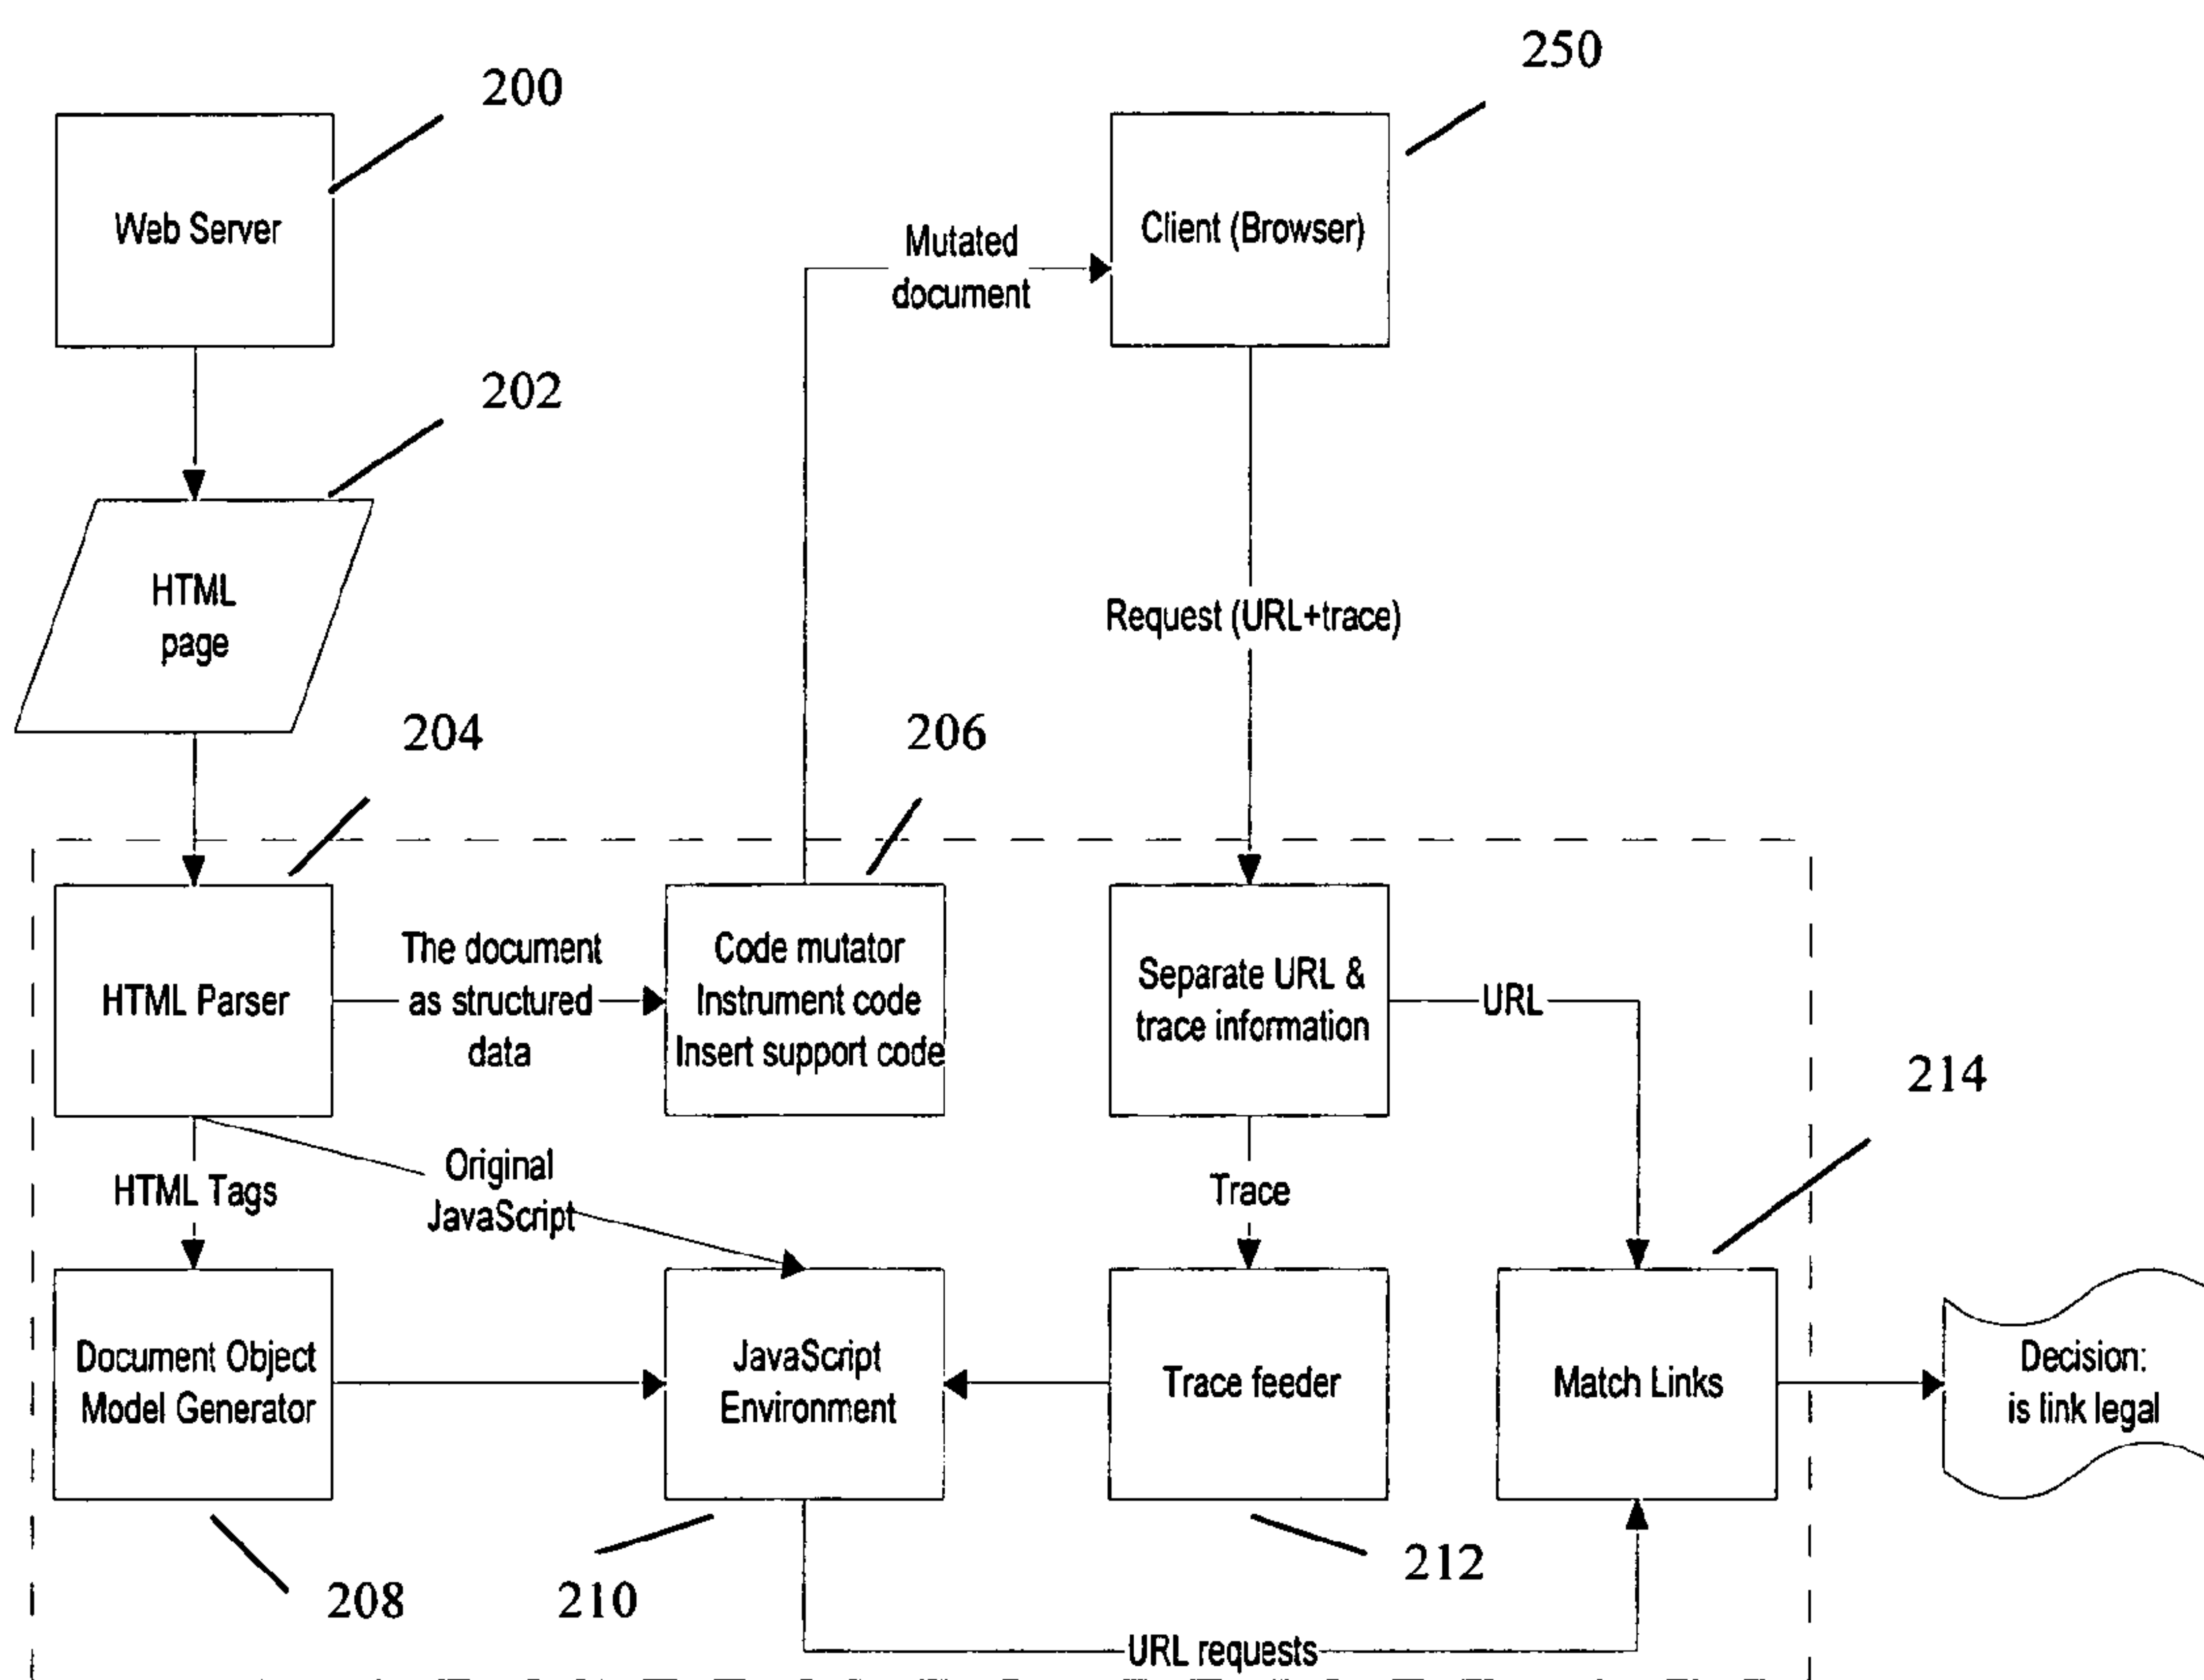 250
200
Web Server
Client (Browser)
Mutated
document
202
HTML
page
Request (URL+trace)
204
206
HTML Parser
The document
as structured
data
Code mutator
Instrument code
Insert support code
Separate URL &
trace information
URL
214
HTML Tags
Original
JavaScript
Trace
Document Object
Model Generator
JavaScript
Environment
Trace feeder
Match Links
Decision:
is link legal
208
210
212
URL requests